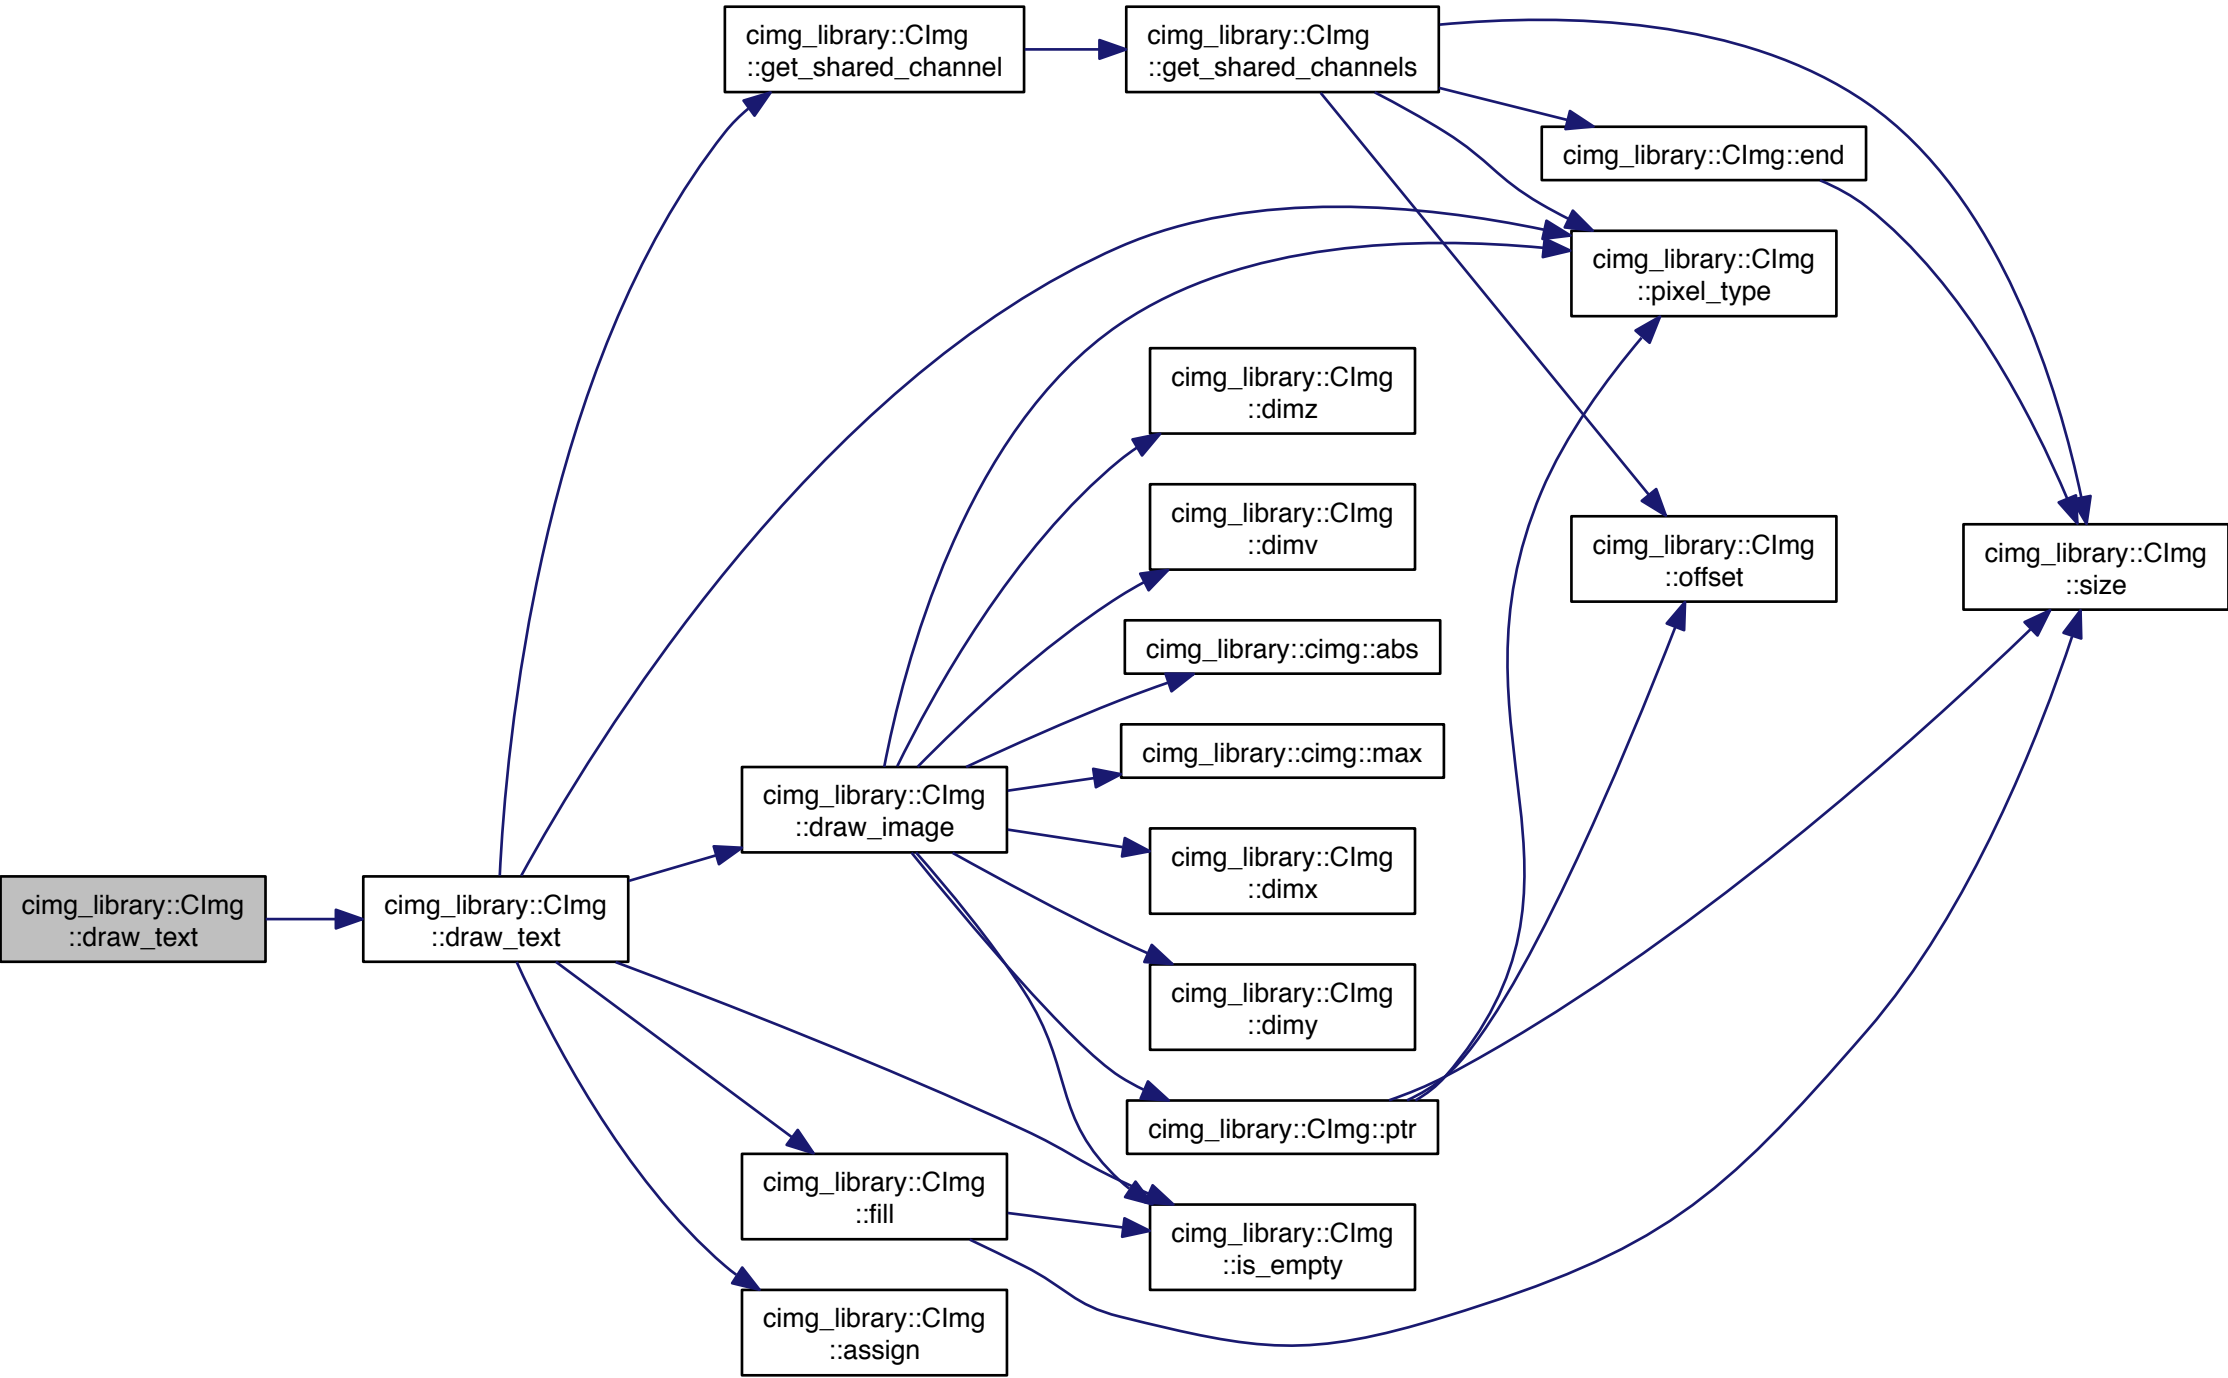 cimg_library::CImg
::draw_text
cimg_library::CImg
::draw_text
cimg_library::CImg
::get_shared_channel
cimg_library::CImg
::draw_image
cimg_library::CImg
::fill
cimg_library::CImg
::assign
cimg_library::CImg
::get_shared_channels
cimg_library::CImg
::dimz
cimg_library::CImg
::dimv
cimg_library::cimg::abs
cimg_library::cimg::max
cimg_library::CImg
::dimx
cimg_library::CImg
::dimy
cimg_library::CImg::ptr
cimg_library::CImg
::is_empty
cimg_library::CImg::end
cimg_library::CImg
::pixel_type
cimg_library::CImg
::offset
cimg_library::CImg
::size